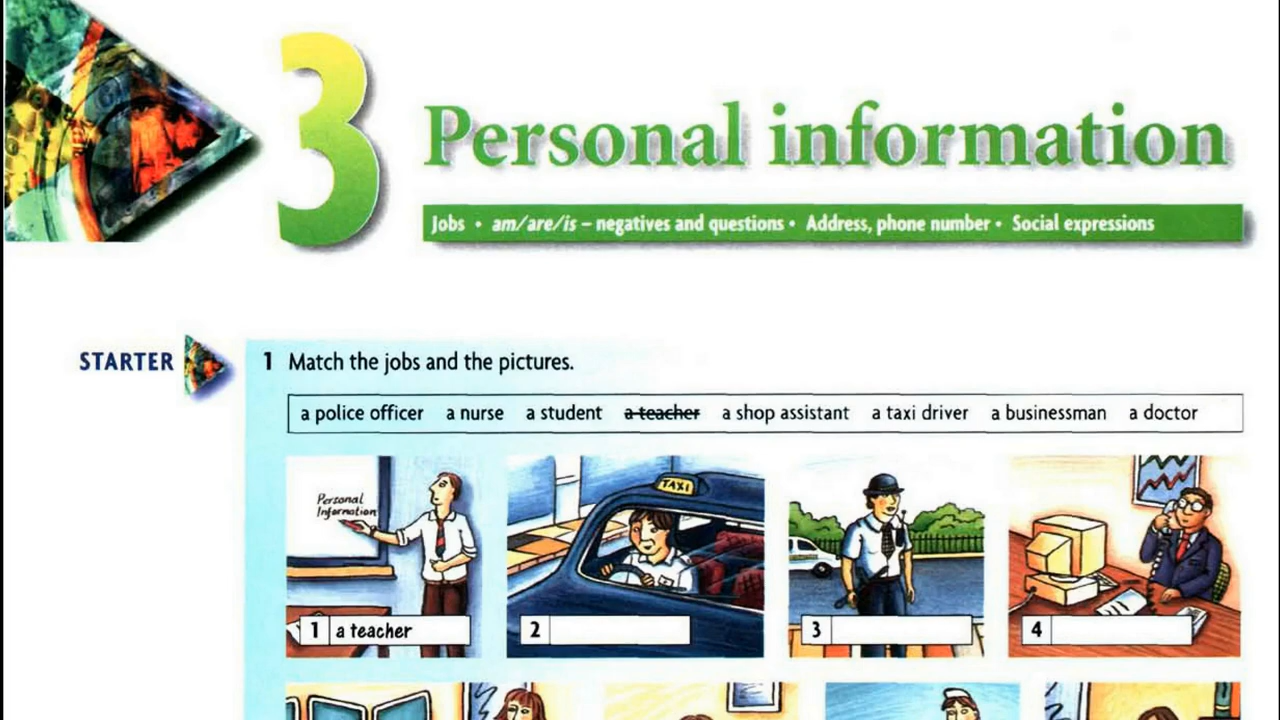 3
Personal information
Jobs • am/are/is – negatives and questions • Address, phone number • Social expressions
STARTER
1 Match the jobs and the pictures.
a police officer a nurse a student a teacher a shop assistant a taxi driver a businessman a doctor
Personal
Information
TAXI
1 a teacher
2
3
4